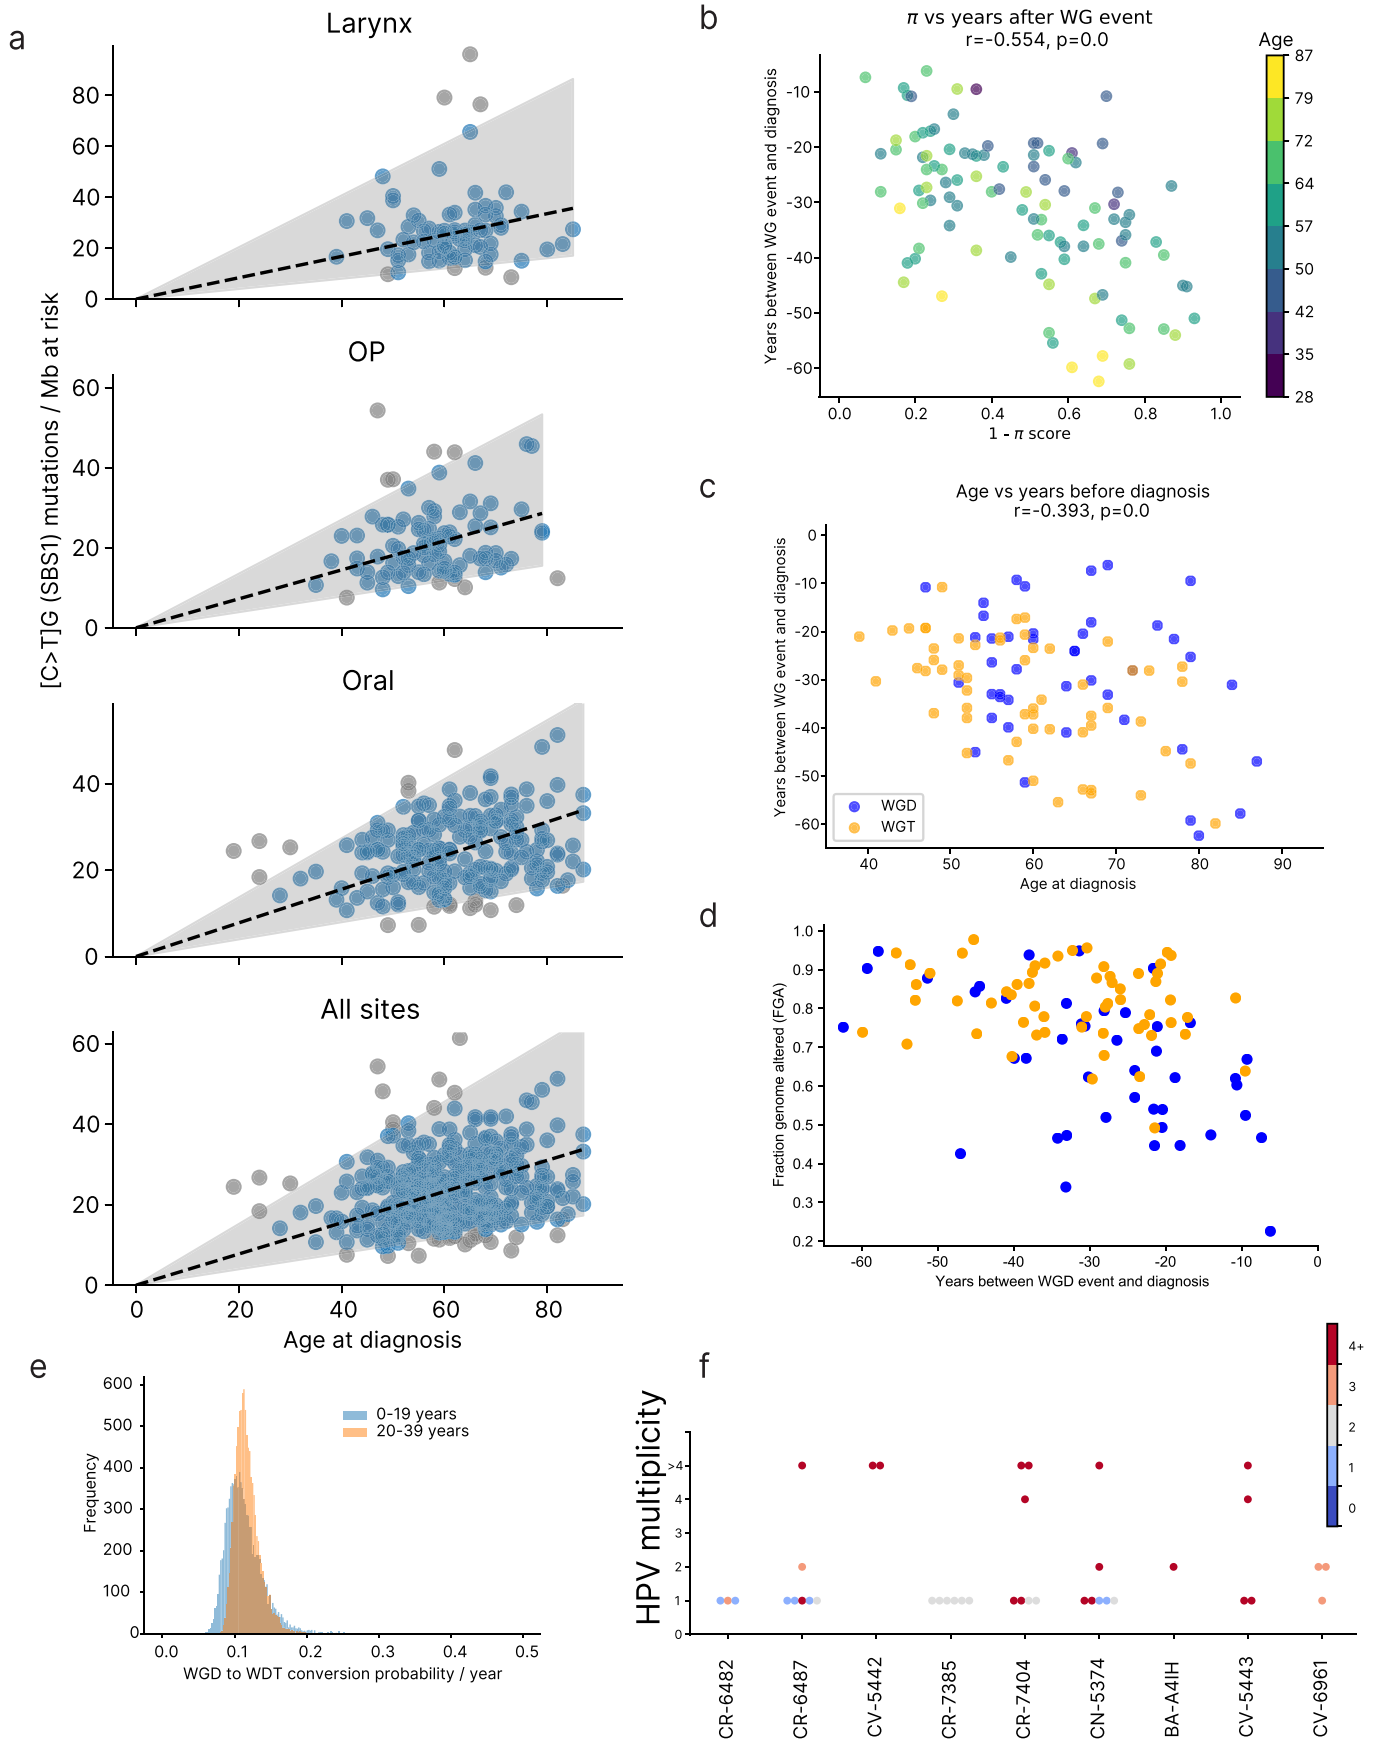 a
Larynx
80
60
40
20
0
OP
60
40
20
0
Oral
40
20
0
All sites
60
40
20
0
0 20 40 60 80
Age at diagnosis
[C>T]G (SBS1) mutations / Mb at risk
b
π vs years after WG event
r=-0.554, p=0.0
Years between WG event and diagnosis
-10
-20
-30
-40
-50
-60
0.0 0.2 0.4 0.6 0.8 1.0
1 - π score
Age
87
79
72
64
57
50
42
35
28
c
Age vs years before diagnosis
r=-0.393, p=0.0
Years between WG event and diagnosis
0
-10
-20
-30
-40
-50
-60
WGD
WGT
40 50 60 70 80 90
Age at diagnosis
d
Fraction genome altered (FGA)
1.0
0.9
0.8
0.7
0.6
0.5
0.4
0.3
0.2
-60 -50 -40 -30 -20 -10 0
Years between WGD event and diagnosis
e
Frequency
600
500
400
300
200
100
0
0-19 years
20-39 years
0.0 0.1 0.2 0.3 0.4 0.5
WGD to WDT conversion probability / year
f
HPV multiplicity
>4
4
3
2
1
0
CR-6482
CR-6487
CV-5442
CR-7385
CR-7404
CN-5374
BA-A4IH
CV-5443
CV-6961
4+
3
2
1
0